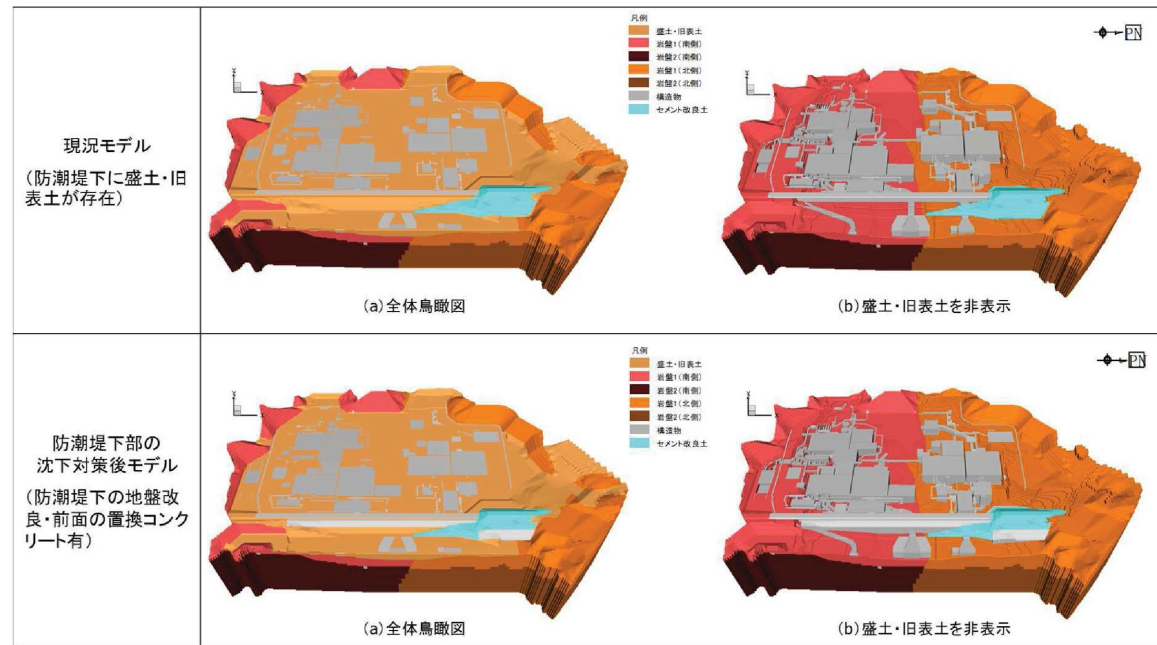 現況モデル
(防潮堤下に盛土・旧
表土が存在)
凡例
盛土・旧表土
岩盤1(南側)
岩盤2(南側)
岩盤1(北側)
岩盤2(北側)
構造物
セメント改良土
PN
(a)全体鳥瞰図
(b)盛土・旧表土を非表示
防潮堤下部の
沈下対策後モデル
(防潮堤下の地盤改
良・前面の置換コンク
リート有)
凡例
盛土・旧表土
岩盤1(南側)
岩盤2(南側)
岩盤1(北側)
岩盤2(北側)
構造物
セメント改良土
PN
(a)全体鳥瞰図
(b)盛土・旧表土を非表示